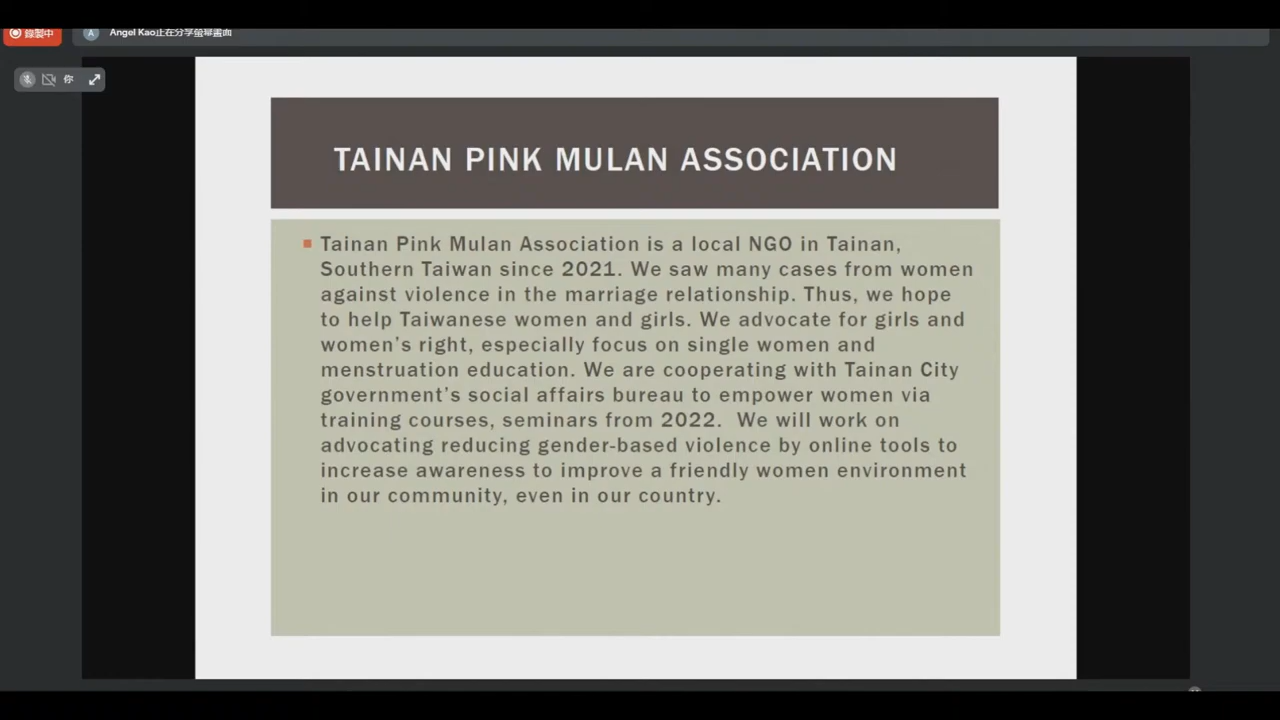 錄製中
A
Angel Kao正在分享螢幕畫面
你
TAINAN PINK MULAN ASSOCIATION
Tainan Pink Mulan Association is a local NGO in Tainan,
Southern Taiwan since 2021. We saw many cases from women
against violence in the marriage relationship. Thus, we hope
to help Taiwanese women and girls. We advocate for girls and
women’s right, especially focus on single women and
menstruation education. We are cooperating with Tainan City
government’s social affairs bureau to empower women via
training courses, seminars from 2022.  We will work on
advocating reducing gender-based violence by online tools to
increase awareness to improve a friendly women environment
in our community, even in our country.